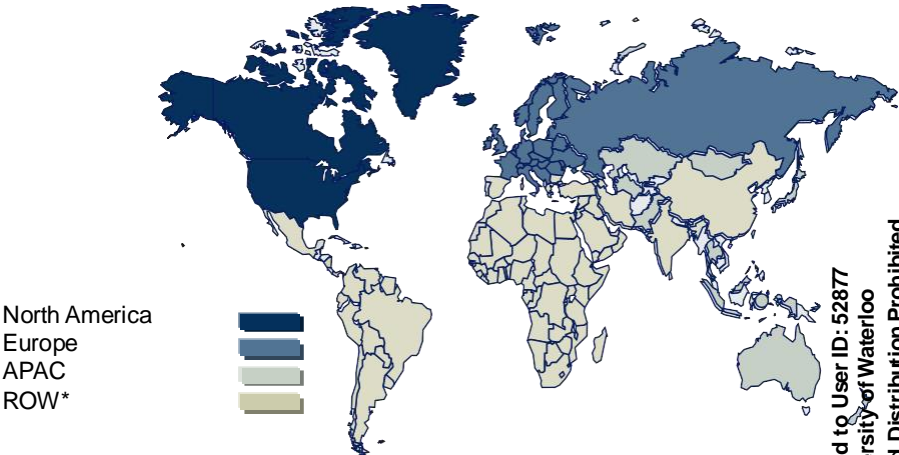 North America
Europe
APAC
ROW*
d to User ID: 52877
rsity of Waterloo
d Distribution Prohibited